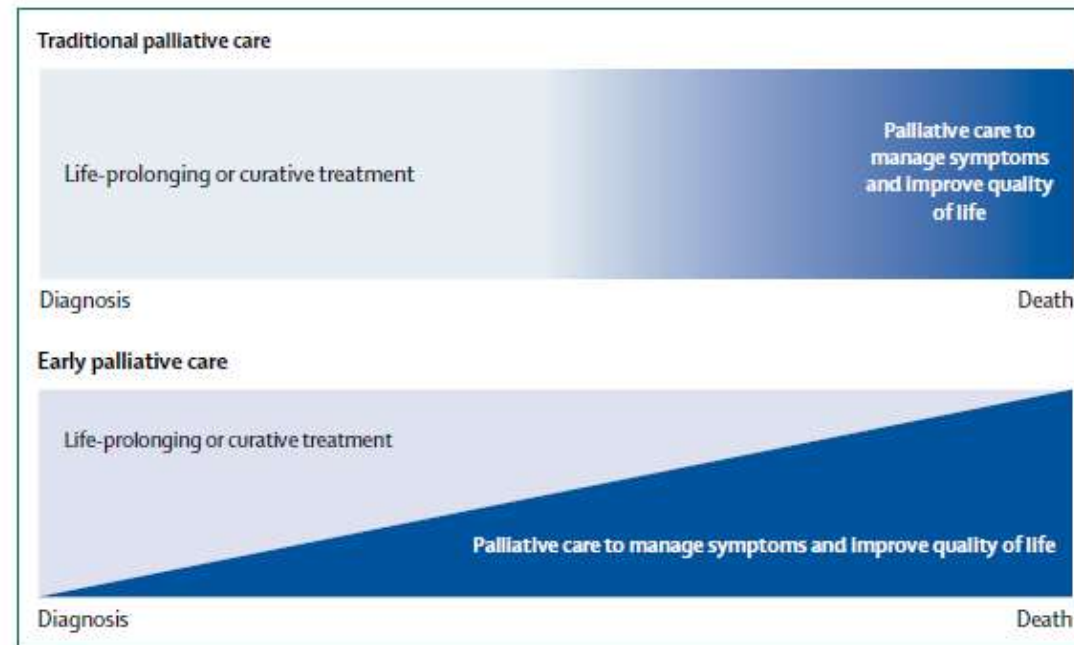 Traditional palliative care
Life-prolonging or curative treatment
Palliative care to
manage symptoms
and improve quality
of life
Diagnosis
Death
Early palliative care
Life-prolonging or curative treatment
Palliative care to manage symptoms and improve quality of life
Diagnosis
Death